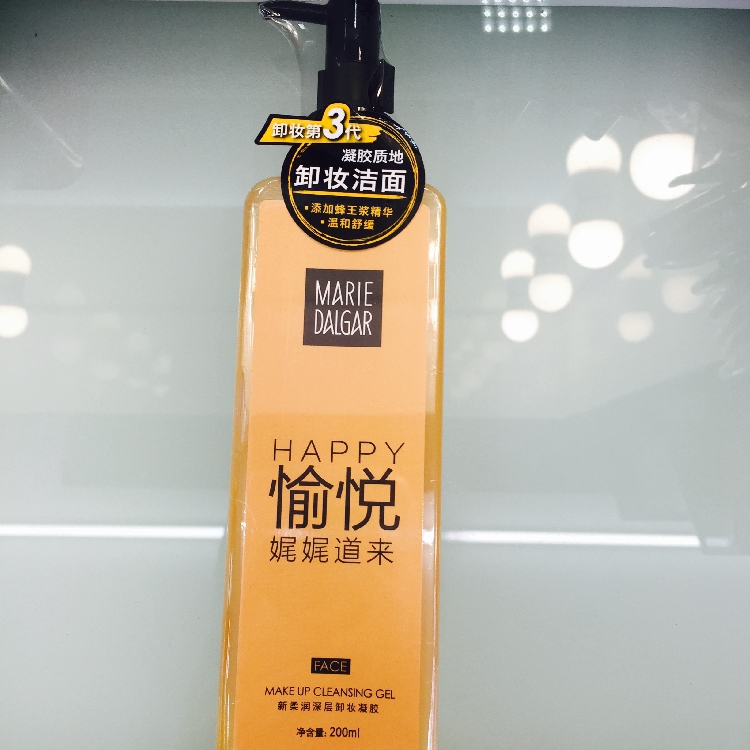 卸妆第3代
凝胶质地
卸妆洁面
·添加蜂王浆精华
·温和舒缓
MARIE
DALGAR
HAPPY
愉悦
娓娓道来
FACE
MAKE UP CLEANSING GEL
新柔润深层卸妆凝胶
净含量: 200ml